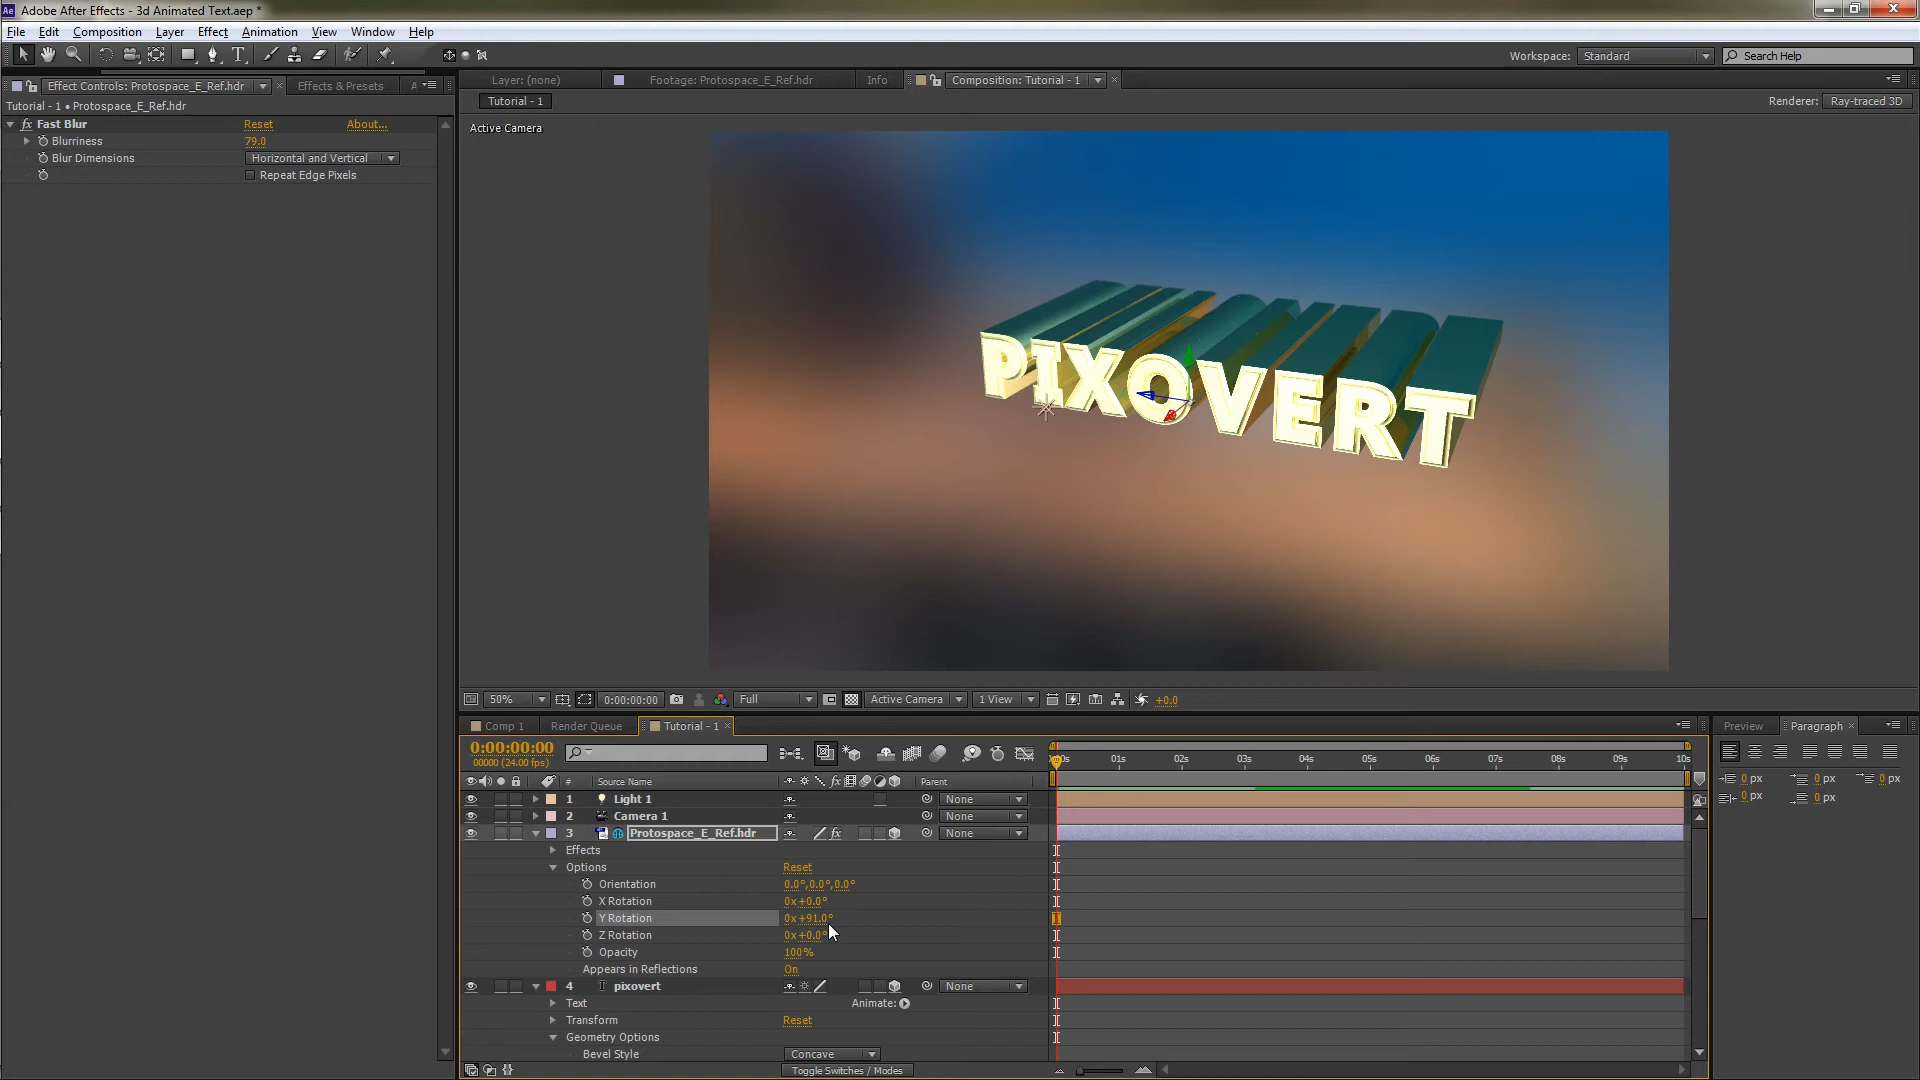 Ae Adobe After Effects - 3d Animated Text.aep *
File Edit Composition Layer Effect Animation View Window Help
Workspace: Standard Search Help
Effect Controls: Protospace_E_Ref.hdr Effects & Presets A
Layer: (none) Footage: Protospace_E_Ref.hdr Info Composition: Tutorial - 1
Tutorial - 1 • Protospace_E_Ref.hdr
Tutorial - 1
Renderer: Ray-traced 3D
fx Fast Blur Reset About...
Blurriness 79.0
Blur Dimensions Horizontal and Vertical
Repeat Edge Pixels
Active Camera
PIXOVERT
50% 0:00:00:00 Full Active Camera 1 View +0.0
Comp 1 Render Queue Tutorial - 1
0:00:00:00
00000 (24.00 fps)
01s 02s 03s 04s 05s 06s 07s 08s 09s 10s
# Source Name fx Parent
1 Light 1 None
2 Camera 1 None
3 Protospace_E_Ref.hdr fx None
Effects
Options Reset
Orientation 0.0°,0.0°,0.0°
X Rotation 0x+0.0°
Y Rotation 0x+91.0°
Z Rotation 0x+0.0°
Opacity 100%
Appears in Reflections On
4 T pixovert None
Text Animate:
Transform Reset
Geometry Options
Bevel Style Concave
Toggle Switches / Modes
Preview Paragraph
0 px 0 px 0 px
0 px 0 px